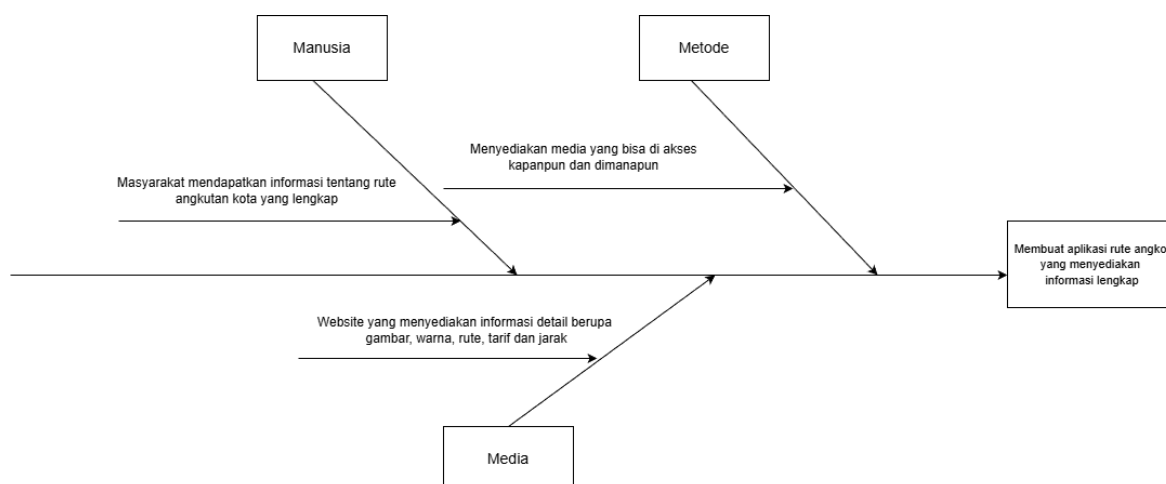 Manusia
Metode
Menyediakan media yang bisa di akses
kapanpun dan dimanapun
Masyarakat mendapatkan informasi tentang rute
angkutan kota yang lengkap
Membuat aplikasi rute angko
yang menyediakan
informasi lengkap
Website yang menyediakan informasi detail berupa
gambar, warna, rute, tarif dan jarak
Media